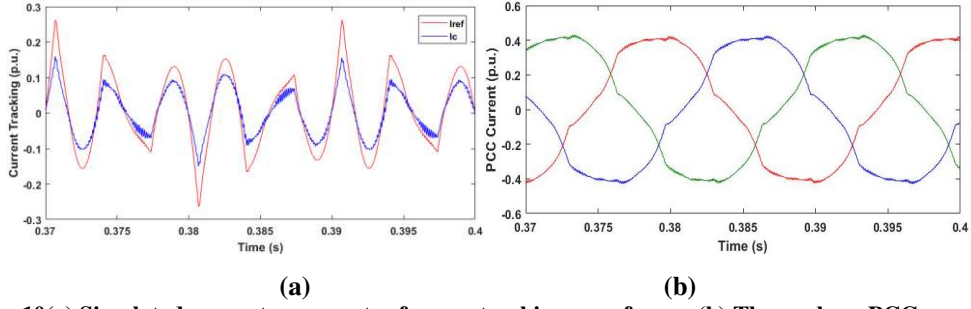 0.3
0.2
0.1
0
-0.1
-0.2
-0.3
Current Tracking (p.u.)
Iref
Ic
0.37 0.375 0.38 0.385 0.39 0.395 0.4
Time (s)
(a)
0.6
0.4
0.2
0
-0.2
-0.4
-0.6
PCC Current (p.u.)
0.37 0.375 0.38 0.385 0.39 0.395 0.4
Time (s)
(b)